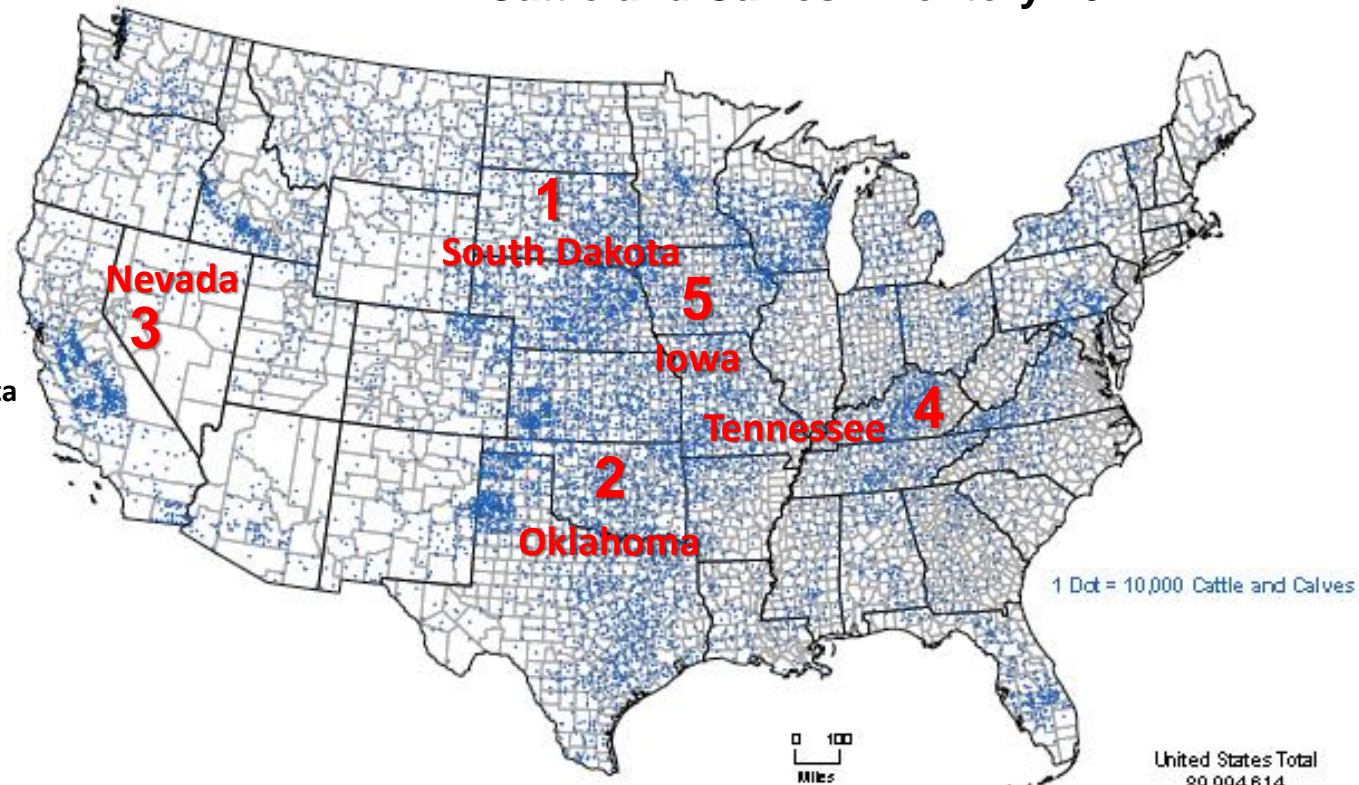 1
South Dakota
Nevada
3
5
Iowa
4
Tennessee
2
Oklahoma
1 Dot = 10,000 Cattle and Calves
0 100
Miles
United States Total